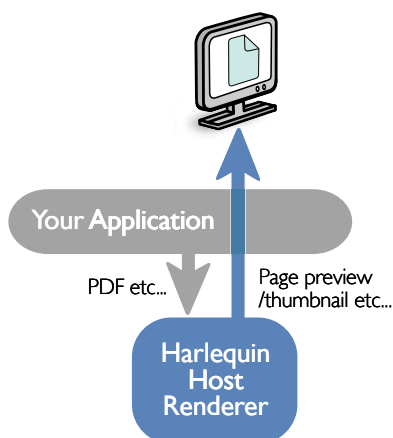 Your Application
PDF etc...
Page preview
/thumbnail etc...
Harlequin
Host
Renderer